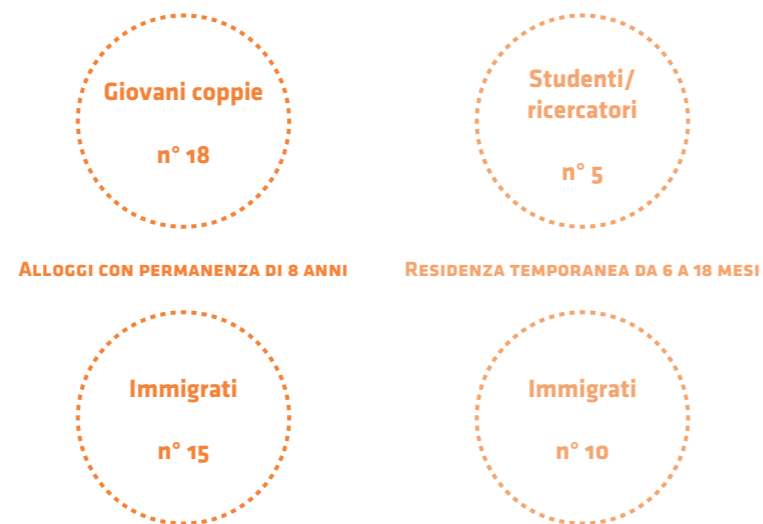 Giovani coppie
n° 18
Studenti/
ricercatori
n° 5
Alloggi con permanenza di 8 anni
Residenza temporanea da 6 a 18 mesi
Immigrati
n° 15
Immigrati
n° 10